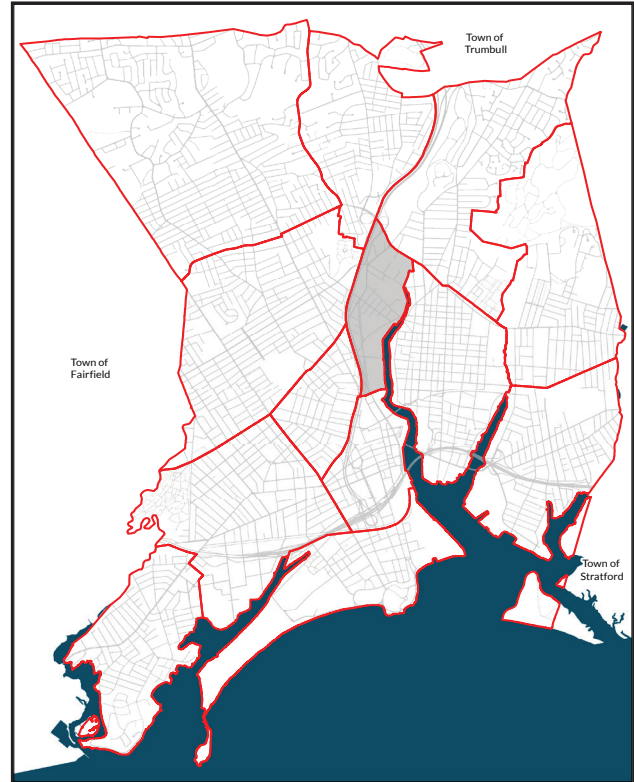 Town of
Trumbull
Town of
Fairfield
Town of
Stratford